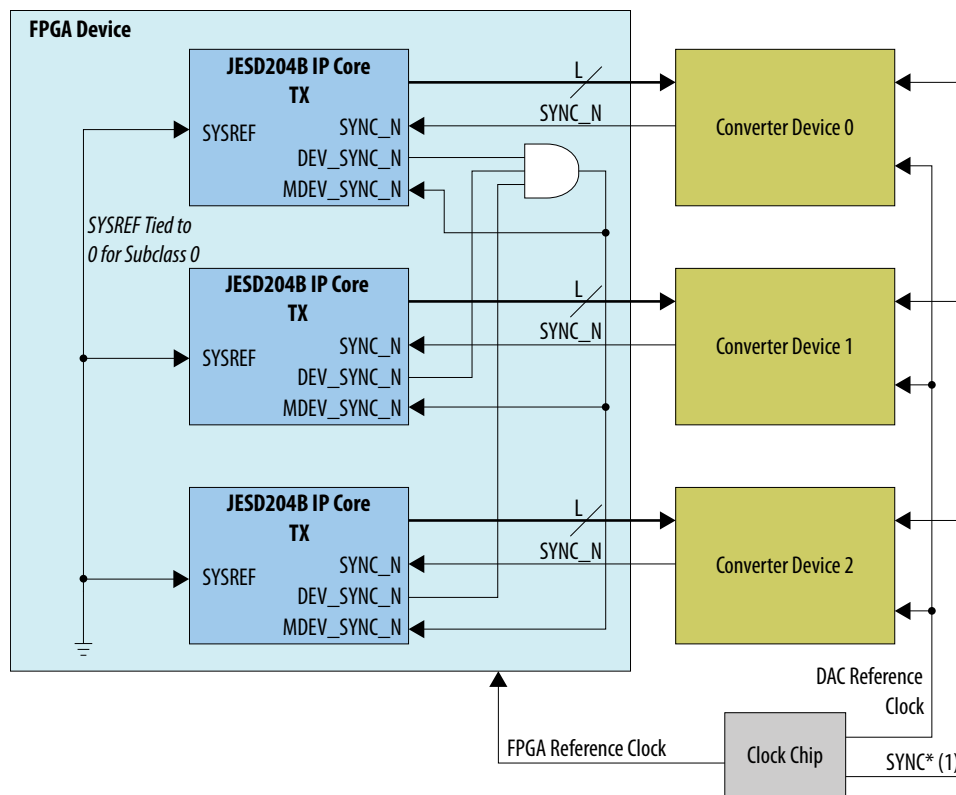 FPGA Device
JESD204B IP Core
TX
SYSREF
SYNC_N
DEV_SYNC_N
MDEV_SYNC_N
L
SYNC_N
Converter Device 0
SYSREF Tied to
0 for Subclass 0
JESD204B IP Core
TX
SYSREF
SYNC_N
DEV_SYNC_N
MDEV_SYNC_N
L
SYNC_N
Converter Device 1
JESD204B IP Core
TX
SYSREF
SYNC_N
DEV_SYNC_N
MDEV_SYNC_N
L
SYNC_N
Converter Device 2
DAC Reference
Clock
FPGA Reference Clock
Clock Chip
SYNC* (1)